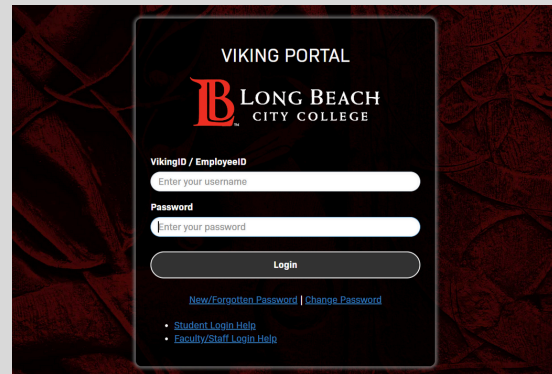 VIKING PORTAL
LB LONG BEACH
CITY COLLEGE
VikingID / EmployeeID
Enter your username
Password
Enter your password
Login
New/Forgotten Password | Change Password
• Student Login Help
• Faculty/Staff Login Help